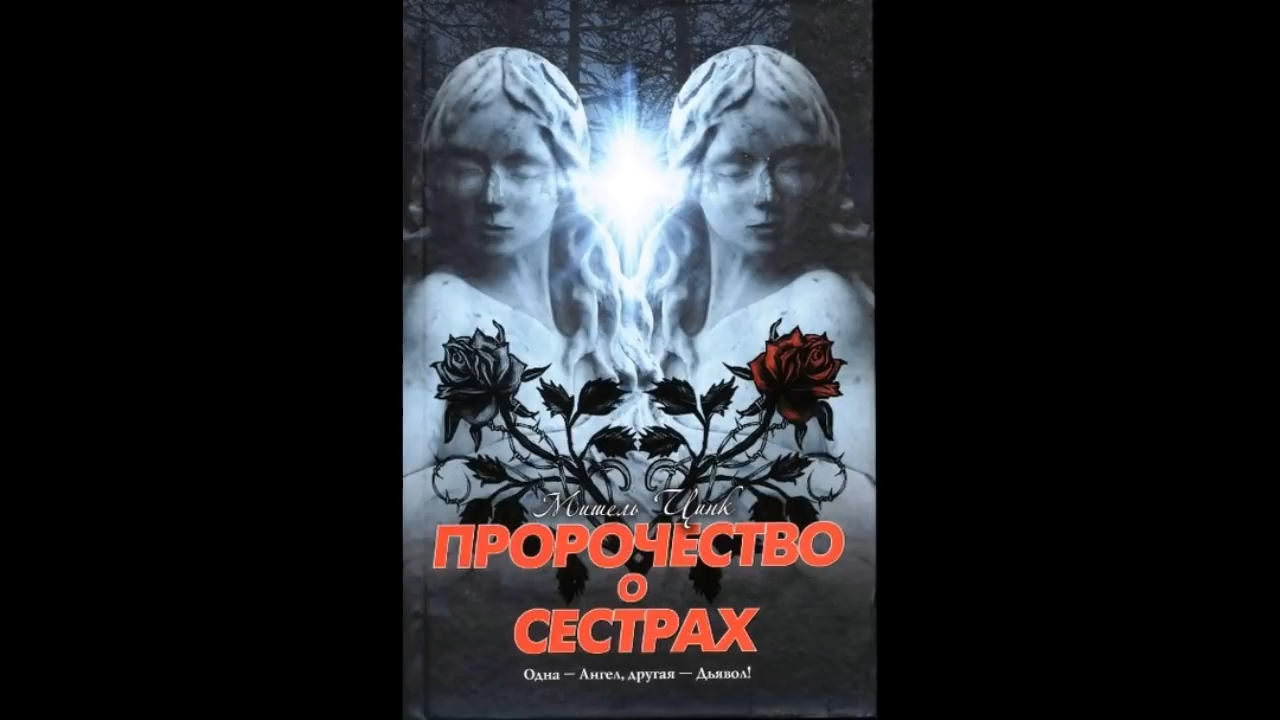 Мишель Цинк
ПРОРОЧЕСТВО
О
СЕСТРАХ
Одна — Ангел, другая — Дьявол!